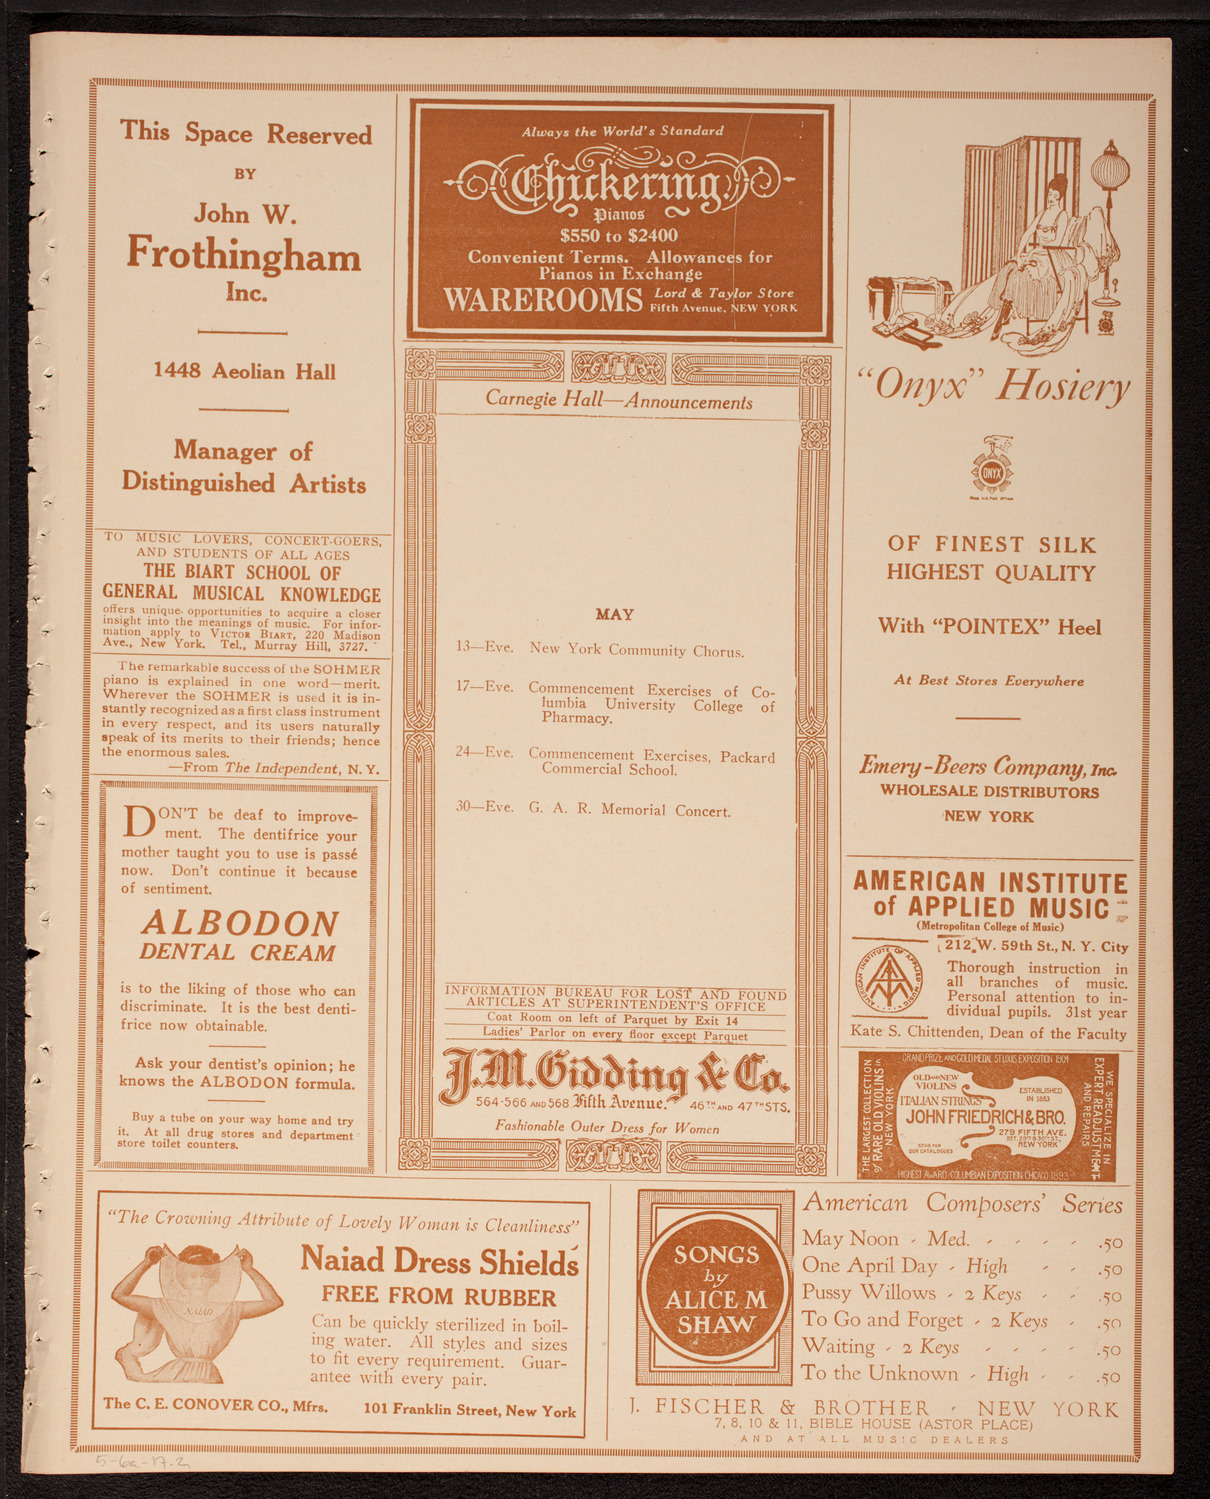 This Space Reserved
BY
John W.
Frothingham
Inc.
1448 Aeolian Hall
Manager of
Distinguished Artists
TO MUSIC LOVERS, CONCERT-GOERS,
AND STUDENTS OF ALL AGES
THE BIART SCHOOL OF
GENERAL MUSICAL KNOWLEDGE
offers unique opportunities to acquire a closer
insight into the meanings of music. For infor-
mation apply to VICTOR BIART, 220 Madison
Ave., New York. Tel., Murray Hill, 3727.
The remarkable success of the SOHMER
piano is explained in one word—merit.
Wherever the SOHMER is used it is in-
stantly recognized as a first class instrument
in every respect, and its users naturally
speak of its merits to their friends; hence
the enormous sales.
—From The Independent, N. Y.
DON'T be deaf to improve-
ment. The dentifrice your
mother taught you to use is passé
now. Don't continue it because
of sentiment.
ALBODON
DENTAL CREAM
is to the liking of those who can
discriminate. It is the best denti-
frice now obtainable.
Ask your dentist's opinion; he
knows the ALBODON formula.
Buy a tube on your way home and try
it. At all drug stores and department
store toilet counters.
Always the World's Standard
Chickering
Pianos
$550 to $2400
Convenient Terms. Allowances for
Pianos in Exchange
WAREROOMS Lord & Taylor Store
Fifth Avenue, NEW YORK
Carnegie Hall—Announcements
MAY
13—Eve. New York Community Chorus.
17—Eve. Commencement Exercises of Co-
lumbia University College of
Pharmacy.
24—Eve. Commencement Exercises, Packard
Commercial School.
30—Eve. G. A. R. Memorial Concert.
INFORMATION BUREAU FOR LOST AND FOUND
ARTICLES AT SUPERINTENDENT'S OFFICE
Coat Room on left of Parquet by Exit 14
Ladies' Parlor on every floor except Parquet
J.M. Gidding & Co.
564-566 AND 568 Fifth Avenue. 46TH AND 47TH STS.
Fashionable Outer Dress for Women
"Onyx" Hosiery
ONYX
Reg. U.S. Pat. Office
OF FINEST SILK
HIGHEST QUALITY
With "POINTEX" Heel
At Best Stores Everywhere
Emery-Beers Company, Inc.
WHOLESALE DISTRIBUTORS
NEW YORK
AMERICAN INSTITUTE
of APPLIED MUSIC
(Metropolitan College of Music)
212 W. 59th St., N. Y. City
AMERICAN INSTITUTE OF APPLIED MUSIC
Thorough instruction in
all branches of music.
Personal attention to in-
dividual pupils. 31st year
Kate S. Chittenden, Dean of the Faculty
GRAND PRIZE AND GOLD MEDAL ST. LOUIS EXPOSITION 1904
THE LARGEST COLLECTION
of RARE OLD VIOLINS in
NEW YORK
OLD AND NEW
VIOLINS
ITALIAN STRINGS
ESTABLISHED
IN 1883
JOHN FRIEDRICH & BRO.
279 FIFTH AVE.
BET. 29TH & 30TH ST.
NEW YORK
SEND FOR
OUR CATALOGUES
WE SPECIALIZE IN
EXPERT READJUSTMENT
AND REPAIRS
HIGHEST AWARD COLUMBIAN EXPOSITION CHICAGO 1893
"The Crowning Attribute of Lovely Woman is Cleanliness"
NAIAD
Naiad Dress Shields
FREE FROM RUBBER
Can be quickly sterilized in boil-
ing water. All styles and sizes
to fit every requirement. Guar-
antee with every pair.
The C. E. CONOVER CO., Mfrs. 101 Franklin Street, New York
SONGS
by
ALICE M
SHAW
American Composers' Series
May Noon - Med. - - - - .50
One April Day - High - - .50
Pussy Willows - 2 Keys - - .50
To Go and Forget - 2 Keys - .50
Waiting - 2 Keys - - - - .50
To the Unknown - High - - .50
J. FISCHER & BROTHER - NEW YORK
7, 8, 10 & 11, BIBLE HOUSE (ASTOR PLACE)
AND AT ALL MUSIC DEALERS
5-6a-17-2